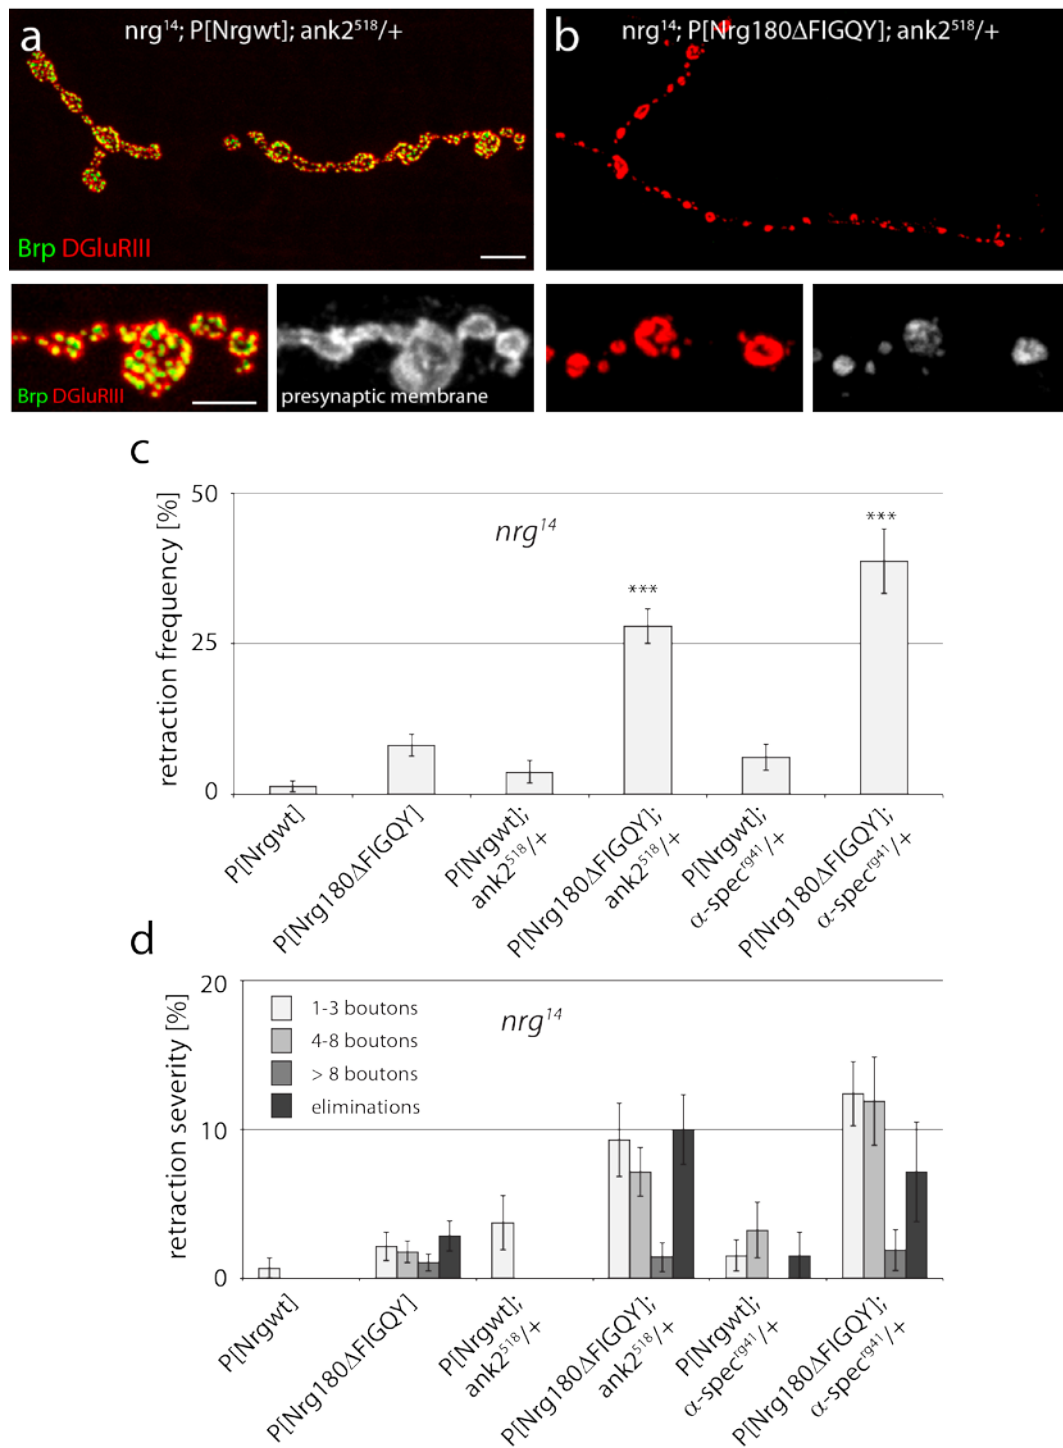 a nrg¹⁴; P[Nrgwt]; ank2⁵¹⁸/+
Brp DGluRIII
b nrg¹⁴; P[Nrg180ΔFIGQY]; ank2⁵¹⁸/+
Brp DGluRIII
presynaptic membrane
c
retraction frequency [%]
50
25
0
nrg¹⁴
***
***
P[Nrgwt]
P[Nrg180ΔFIGQY]
P[Nrgwt];
ank2⁵¹⁸/+
P[Nrg180ΔFIGQY];
ank2⁵¹⁸/+
P[Nrgwt];
α-specʳᵍ⁴¹/+
P[Nrg180ΔFIGQY];
α-specʳᵍ⁴¹/+
d
retraction severity [%]
20
10
0
1-3 boutons
4-8 boutons
> 8 boutons
eliminations
nrg¹⁴
P[Nrgwt]
P[Nrg180ΔFIGQY]
P[Nrgwt];
ank2⁵¹⁸/+
P[Nrg180ΔFIGQY];
ank2⁵¹⁸/+
P[Nrgwt];
α-specʳᵍ⁴¹/+
P[Nrg180ΔFIGQY];
α-specʳᵍ⁴¹/+